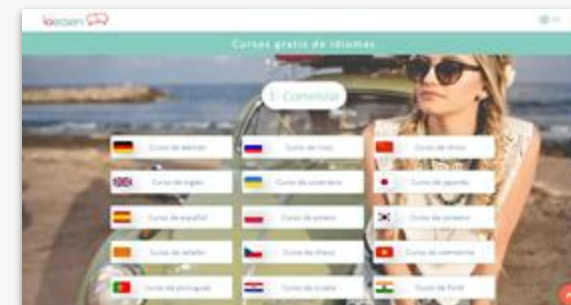 loecsen
Cursos gratis de idiomas
1. Comenzar
Curso de alemán
Curso de ruso
Curso de chino
Curso de inglés
Curso de ucraniano
Curso de japonés
Curso de español
Curso de polaco
Curso de coreano
Curso de catalán
Curso de checo
Curso de vietnamita
Curso de portugués
Curso de croata
Curso de hindi